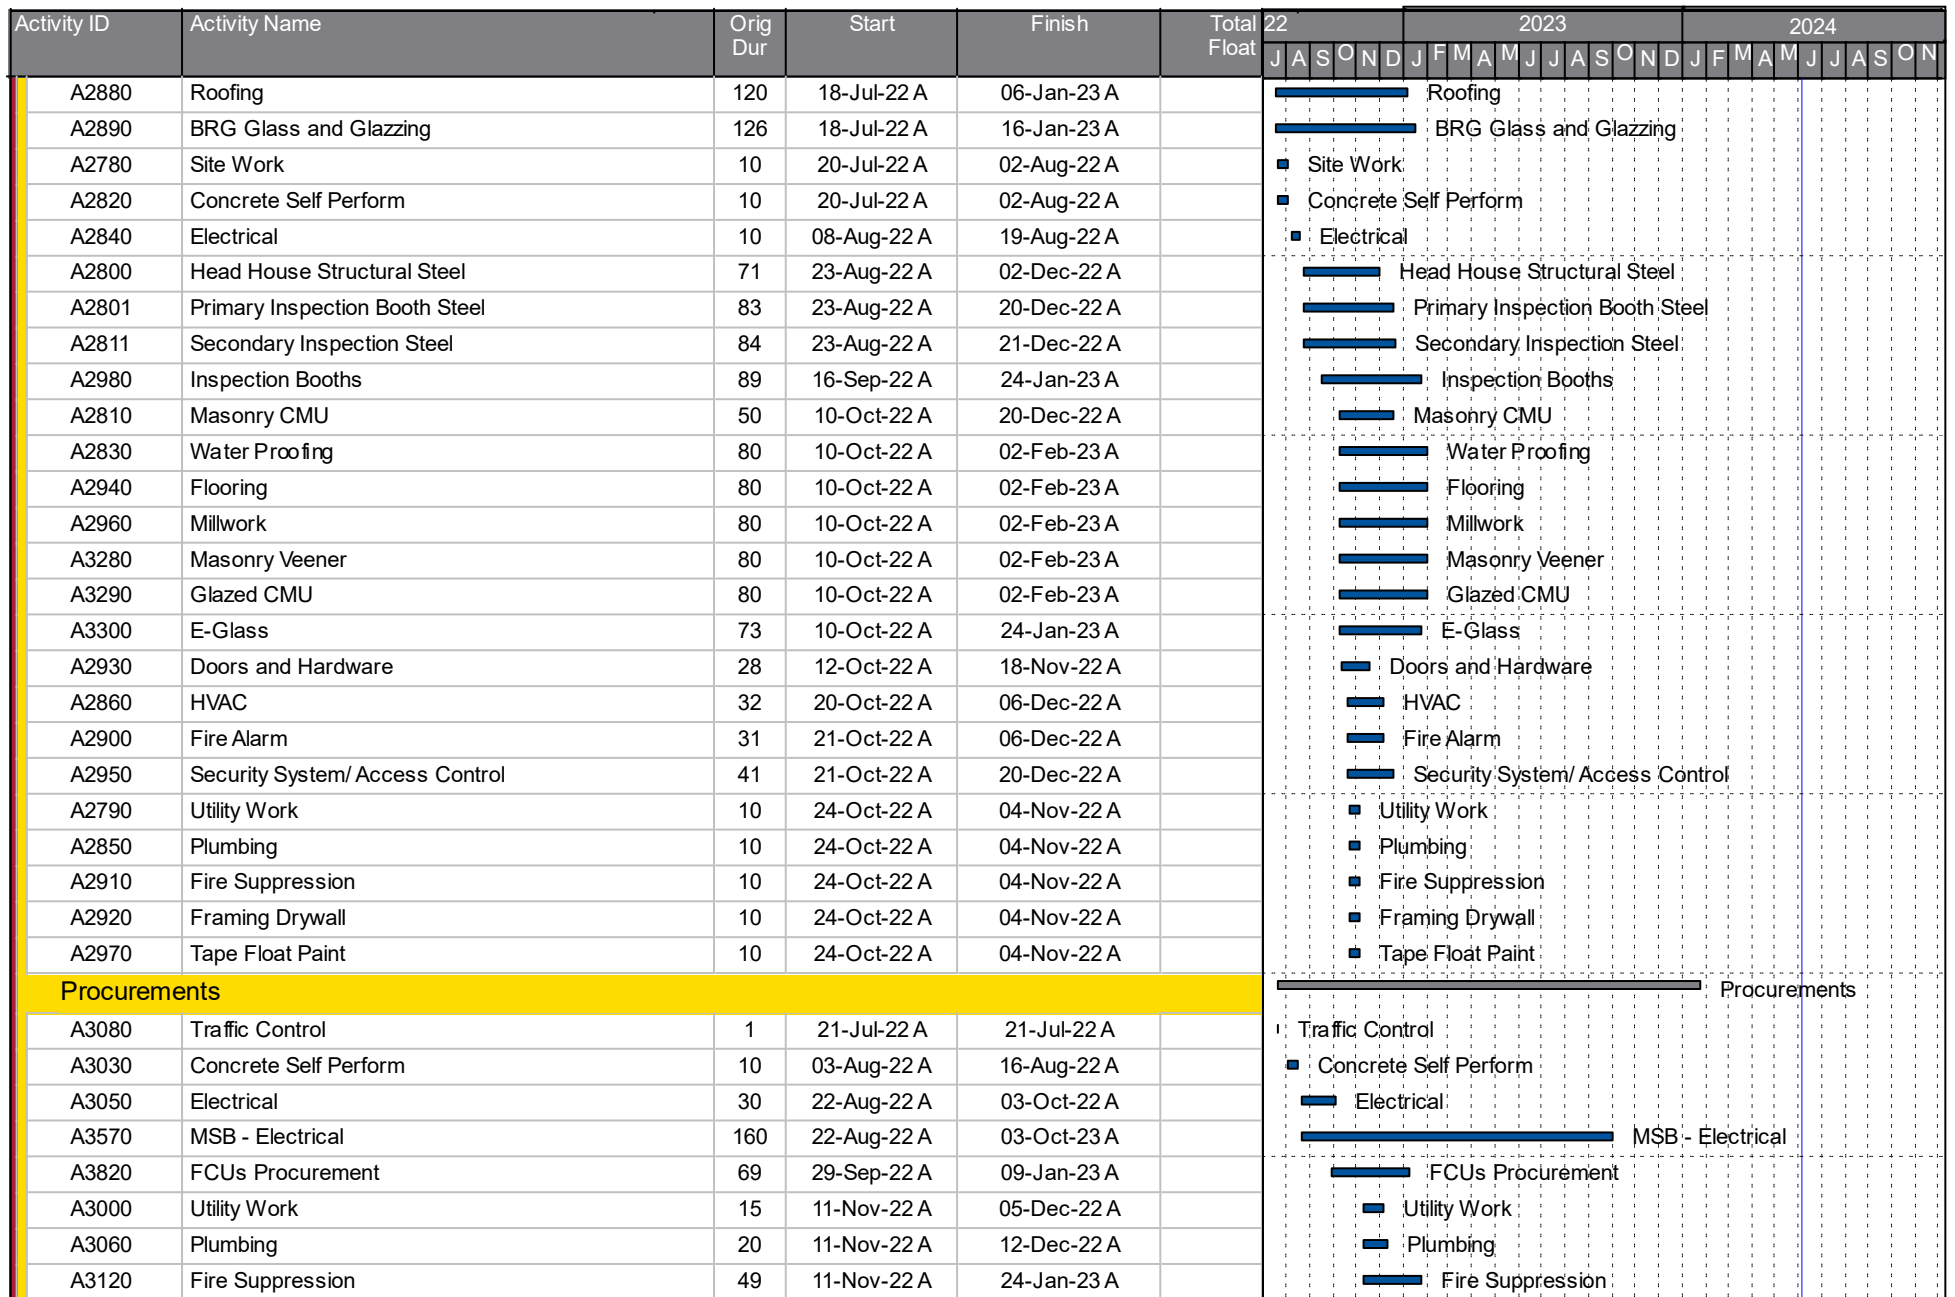 Activity ID Activity Name Orig Dur Start Finish Total Float 22 2023 2024
J A S O N D J F M A M J J A S O N D J F M A M J J A S O N
A2880 Roofing 120 18-Jul-22 A 06-Jan-23 A Roofing
A2890 BRG Glass and Glazzing 126 18-Jul-22 A 16-Jan-23 A BRG Glass and Glazzing
A2780 Site Work 10 20-Jul-22 A 02-Aug-22 A Site Work
A2820 Concrete Self Perform 10 20-Jul-22 A 02-Aug-22 A Concrete Self Perform
A2840 Electrical 10 08-Aug-22 A 19-Aug-22 A Electrical
A2800 Head House Structural Steel 71 23-Aug-22 A 02-Dec-22 A Head House Structural Steel
A2801 Primary Inspection Booth Steel 83 23-Aug-22 A 20-Dec-22 A Primary Inspection Booth Steel
A2811 Secondary Inspection Steel 84 23-Aug-22 A 21-Dec-22 A Secondary Inspection Steel
A2980 Inspection Booths 89 16-Sep-22 A 24-Jan-23 A Inspection Booths
A2810 Masonry CMU 50 10-Oct-22 A 20-Dec-22 A Masonry CMU
A2830 Water Proofing 80 10-Oct-22 A 02-Feb-23 A Water Proofing
A2940 Flooring 80 10-Oct-22 A 02-Feb-23 A Flooring
A2960 Millwork 80 10-Oct-22 A 02-Feb-23 A Millwork
A3280 Masonry Veener 80 10-Oct-22 A 02-Feb-23 A Masonry Veener
A3290 Glazed CMU 80 10-Oct-22 A 02-Feb-23 A Glazed CMU
A3300 E-Glass 73 10-Oct-22 A 24-Jan-23 A E-Glass
A2930 Doors and Hardware 28 12-Oct-22 A 18-Nov-22 A Doors and Hardware
A2860 HVAC 32 20-Oct-22 A 06-Dec-22 A HVAC
A2900 Fire Alarm 31 21-Oct-22 A 06-Dec-22 A Fire Alarm
A2950 Security System/ Access Control 41 21-Oct-22 A 20-Dec-22 A Security System/ Access Control
A2790 Utility Work 10 24-Oct-22 A 04-Nov-22 A Utility Work
A2850 Plumbing 10 24-Oct-22 A 04-Nov-22 A Plumbing
A2910 Fire Suppression 10 24-Oct-22 A 04-Nov-22 A Fire Suppression
A2920 Framing Drywall 10 24-Oct-22 A 04-Nov-22 A Framing Drywall
A2970 Tape Float Paint 10 24-Oct-22 A 04-Nov-22 A Tape Float Paint
Procurements Procurements
A3080 Traffic Control 1 21-Jul-22 A 21-Jul-22 A Traffic Control
A3030 Concrete Self Perform 10 03-Aug-22 A 16-Aug-22 A Concrete Self Perform
A3050 Electrical 30 22-Aug-22 A 03-Oct-22 A Electrical
A3570 MSB - Electrical 160 22-Aug-22 A 03-Oct-23 A MSB - Electrical
A3820 FCUs Procurement 69 29-Sep-22 A 09-Jan-23 A FCUs Procurement
A3000 Utility Work 15 11-Nov-22 A 05-Dec-22 A Utility Work
A3060 Plumbing 20 11-Nov-22 A 12-Dec-22 A Plumbing
A3120 Fire Suppression 49 11-Nov-22 A 24-Jan-23 A Fire Suppression